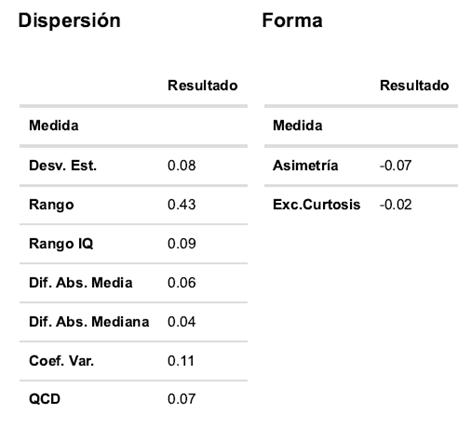 Dispersión
Resultado
Medida
Desv. Est. 0.08
Rango 0.43
Rango IQ 0.09
Dif. Abs. Media 0.06
Dif. Abs. Mediana 0.04
Coef. Var. 0.11
QCD 0.07
Forma
Resultado
Medida
Asimetría -0.07
Exc.Curtosis -0.02